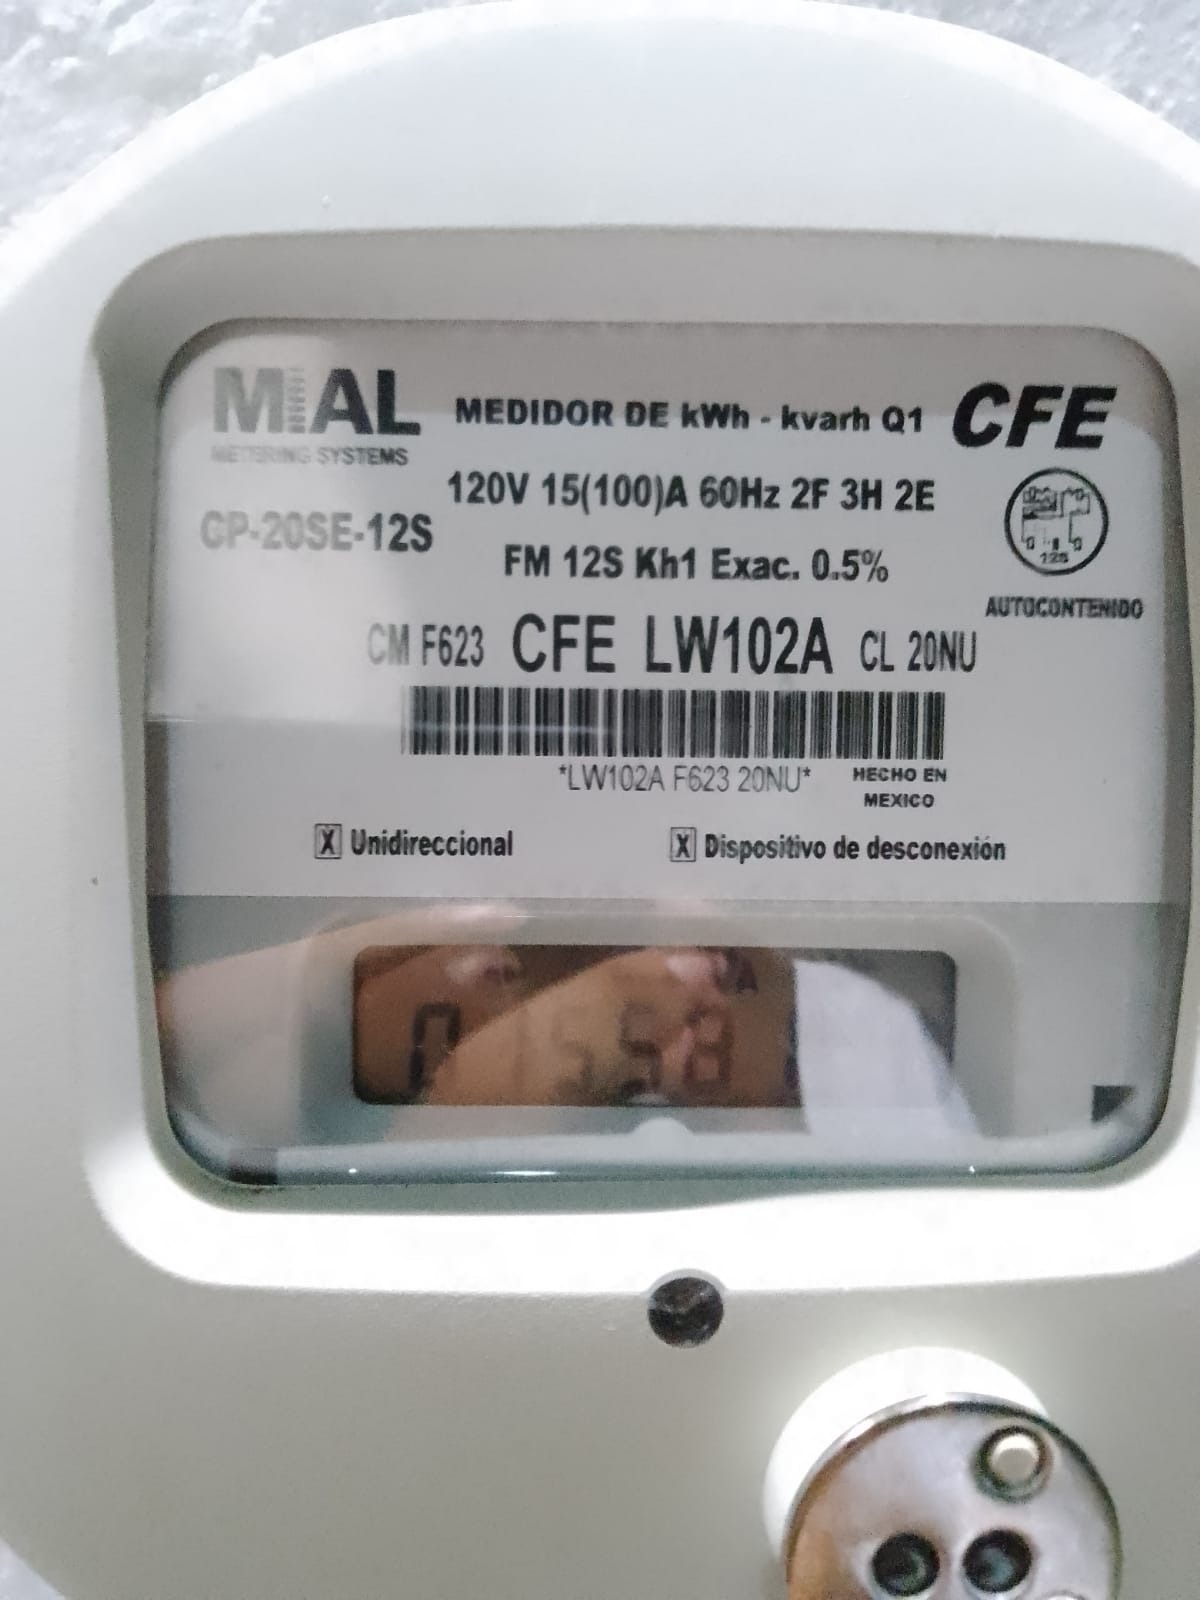 MIAL
METERING SYSTEMS
MEDIDOR DE kWh - kvarh Q1
CFE
120V 15(100)A 60Hz 2F 3H 2E
GP-20SE-12S
FM 12S Kh1 Exac. 0.5%
12S
AUTOCONTENIDO
CM F623 CFE LW102A CL 20NU
*LW102A F623 20NU*
HECHO EN
MEXICO
X Unidireccional
X Dispositivo de desconexión